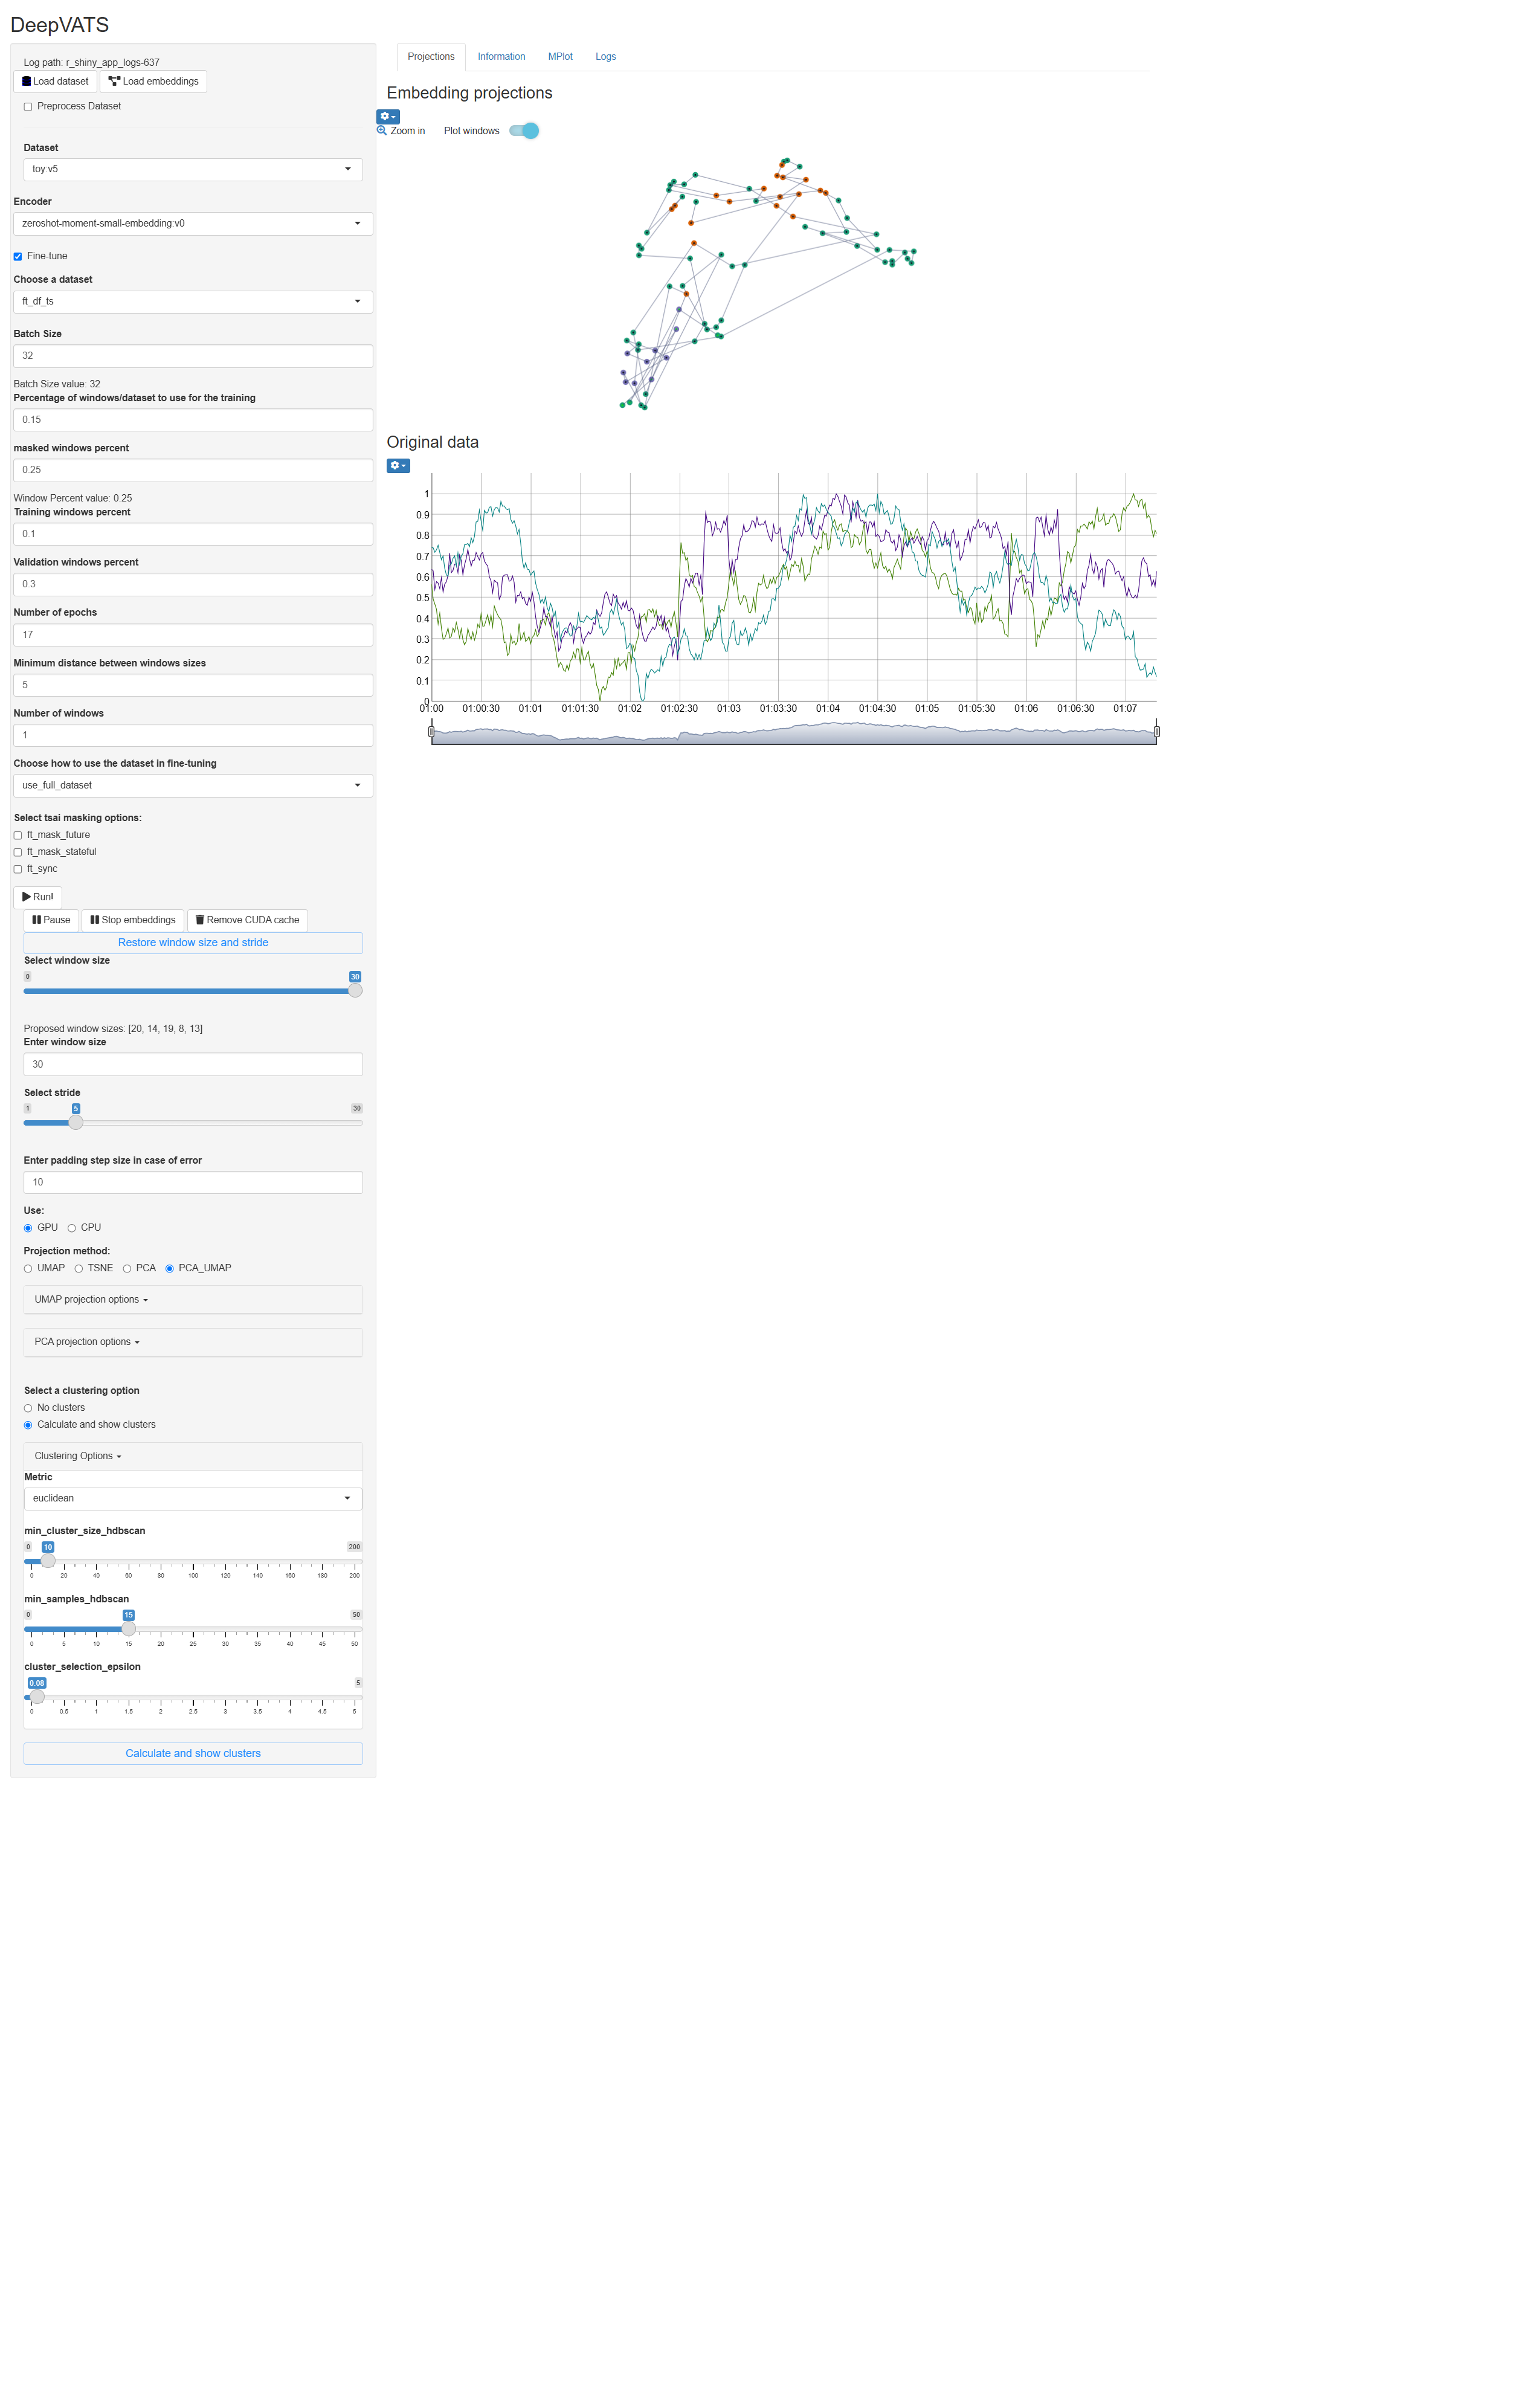 DeepVATS
Log path: r_shiny_app_logs-637
Load dataset Load embeddings
Preprocess Dataset
Dataset
toy:v5
Encoder
zeroshot-moment-small-embedding:v0
Fine-tune
Choose a dataset
ft_df_ts
Batch Size
32
Batch Size value: 32
Percentage of windows/dataset to use for the training
0.15
masked windows percent
0.25
Window Percent value: 0.25
Training windows percent
0.1
Validation windows percent
0.3
Number of epochs
17
Minimum distance between windows sizes
5
Number of windows
1
Choose how to use the dataset in fine-tuning
use_full_dataset
Select tsai masking options:
ft_mask_future
ft_mask_stateful
ft_sync
Run!
Pause Stop embeddings Remove CUDA cache
Restore window size and stride
Select window size
0 30
Proposed window sizes: [20, 14, 19, 8, 13]
Enter window size
30
Select stride
1 5 30
Enter padding step size in case of error
10
Use:
GPU CPU
Projection method:
UMAP TSNE PCA PCA_UMAP
UMAP projection options
PCA projection options
Select a clustering option
No clusters
Calculate and show clusters
Clustering Options
Metric
euclidean
min_cluster_size_hdbscan
0 10 200
0 20 40 60 80 100 120 140 160 180 200
min_samples_hdbscan
0 15 50
0 5 10 15 20 25 30 35 40 45 50
cluster_selection_epsilon
0.08 5
0 0.5 1 1.5 2 2.5 3 3.5 4 4.5 5
Calculate and show clusters
Projections Information MPlot Logs
Embedding projections
Zoom in Plot windows
Original data
1
0.9
0.8
0.7
0.6
0.5
0.4
0.3
0.2
0.1
0
01:00 01:00:30 01:01 01:01:30 01:02 01:02:30 01:03 01:03:30 01:04 01:04:30 01:05 01:05:30 01:06 01:06:30 01:07